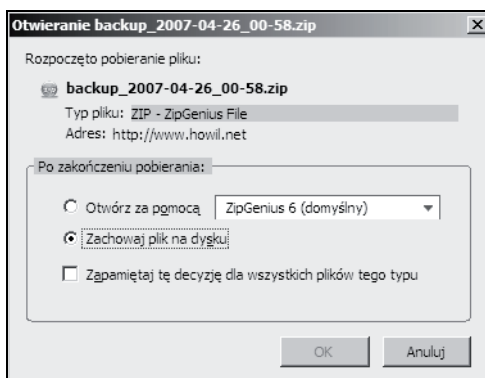 Otwieranie backup_2007-04-26_00-58.zip
Rozpoczęto pobieranie pliku:
backup_2007-04-26_00-58.zip
Typ pliku: ZIP - ZipGenius File
Adres: http://www.howil.net
Po zakończeniu pobierania:
Otwórz za pomocą ZipGenius 6 (domyślny)
Zachowaj plik na dysku
Zapamiętaj tę decyzję dla wszystkich plików tego typu
OK Anuluj